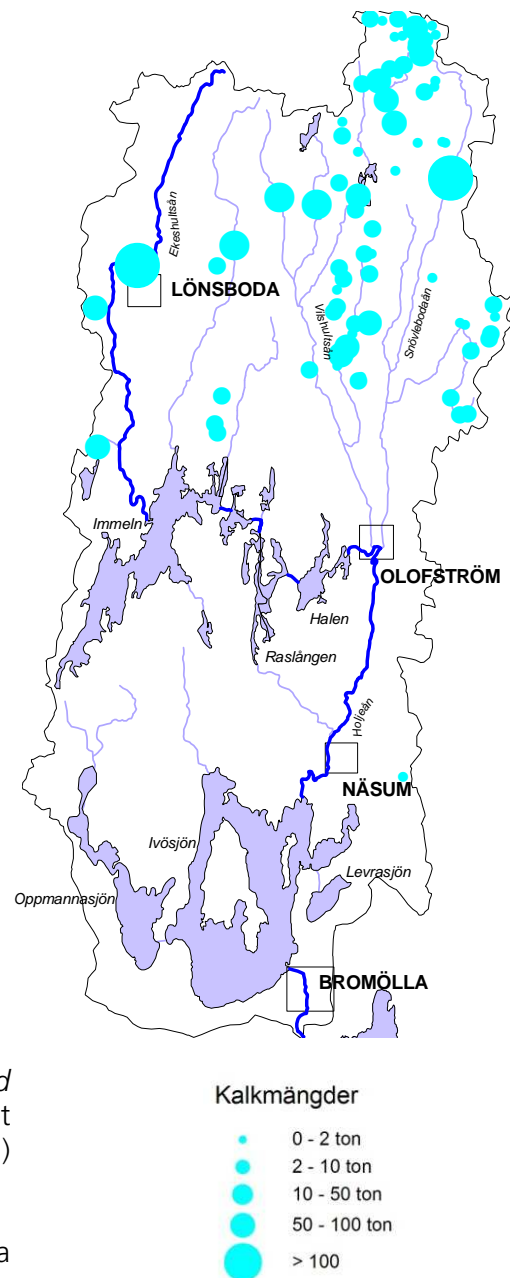 Ekeshultsån
LÖNSBODA
Vilshultsån
Snövlebodaån
Immeln
OLOFSTRÖM
Halen
Raslången
Holjeån
NÄSUM
Ivösjön
Levrasjön
Oppmannasjön
BROMÖLLA
d
t
)
a
Kalkmängder
0 - 2 ton
2 - 10 ton
10 - 50 ton
50 - 100 ton
> 100